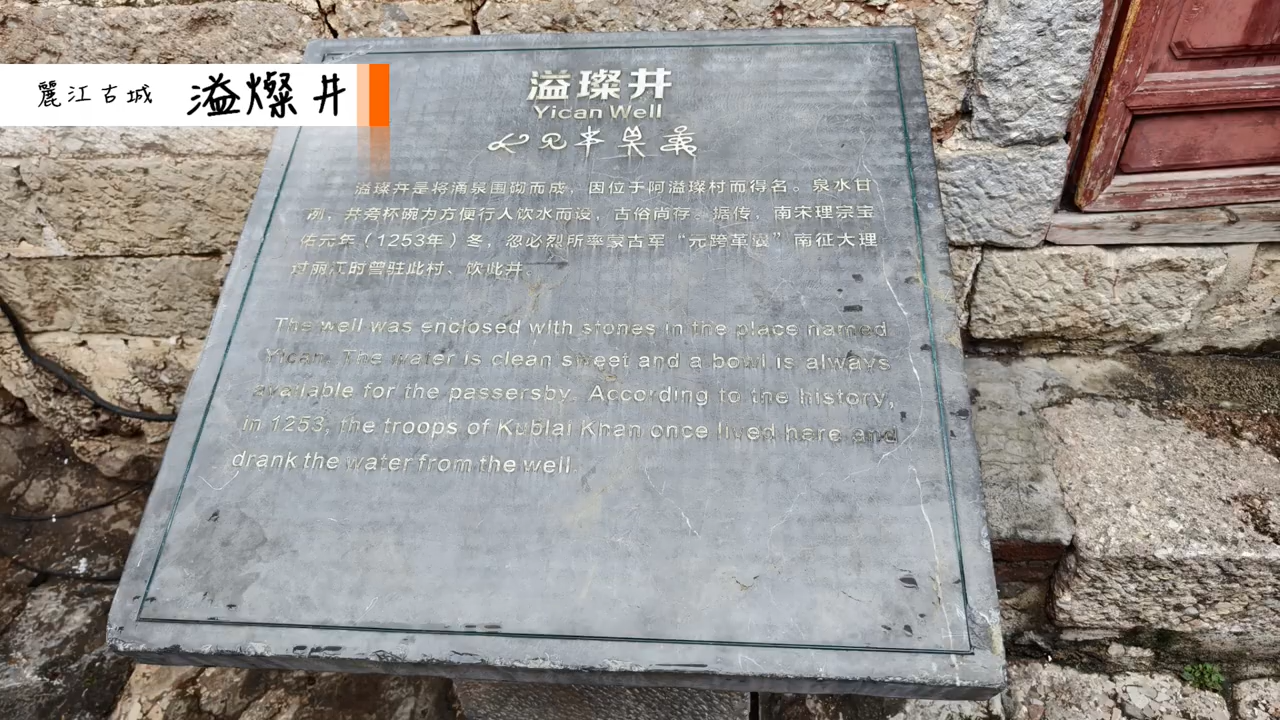 麗江古城 溢燦井
溢璨井
Yican Well
溢璨井是将涌泉围砌而成，因位于阿溢璨村而得名。泉水甘
冽，井旁杯碗为方便行人饮水而设，古俗尚存。据传，南宋理宗宝
佑元年（1253年）冬，忽必烈所率蒙古军“元跨革囊”南征大理
过丽江时曾驻此村、饮此井。
The well was enclosed with stones in the place named
Yican. The water is clean sweet and a bowl is always
available for the passersby. According to the history,
in 1253, the troops of Kublai Khan once lived here and
drank the water from the well.